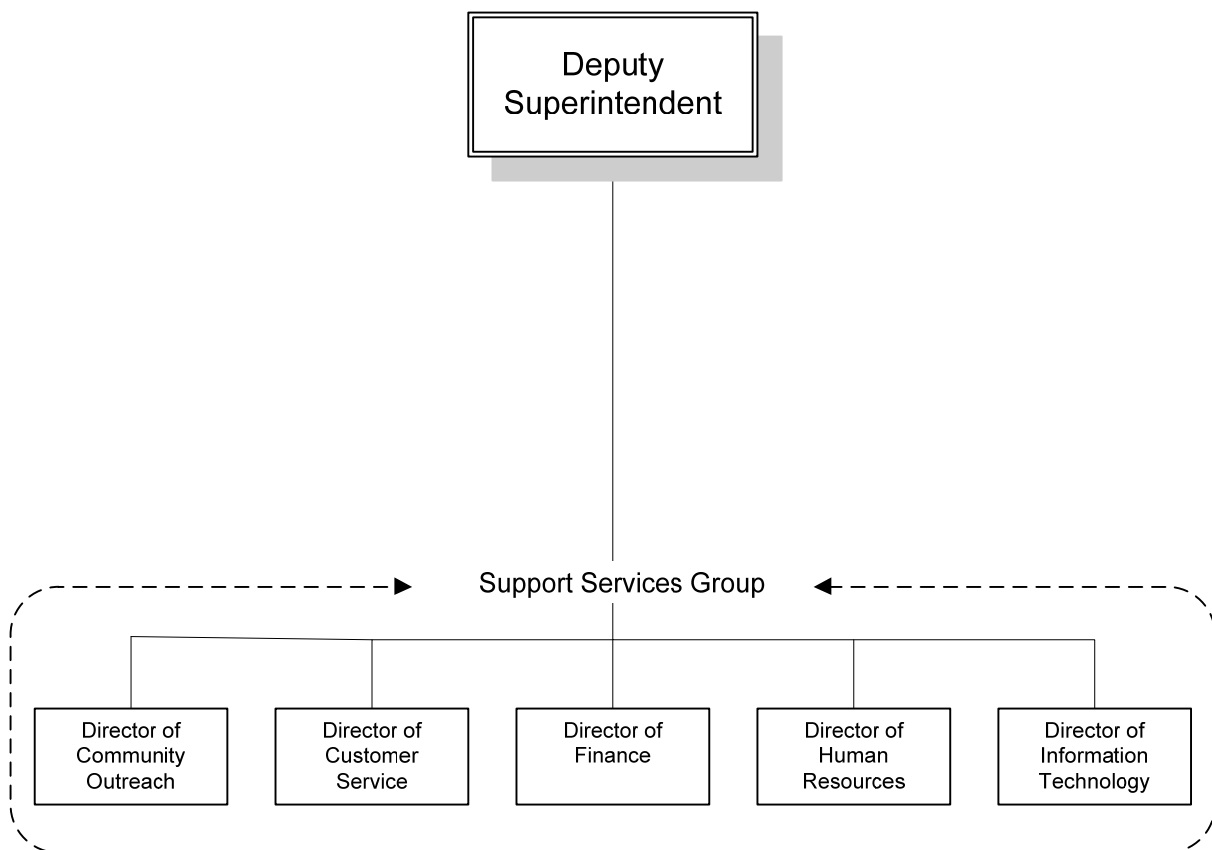 Deputy
Superintendent
Support Services Group
Director of
Community
Outreach
Director of
Customer
Service
Director of
Finance
Director of
Human
Resources
Director of
Information
Technology